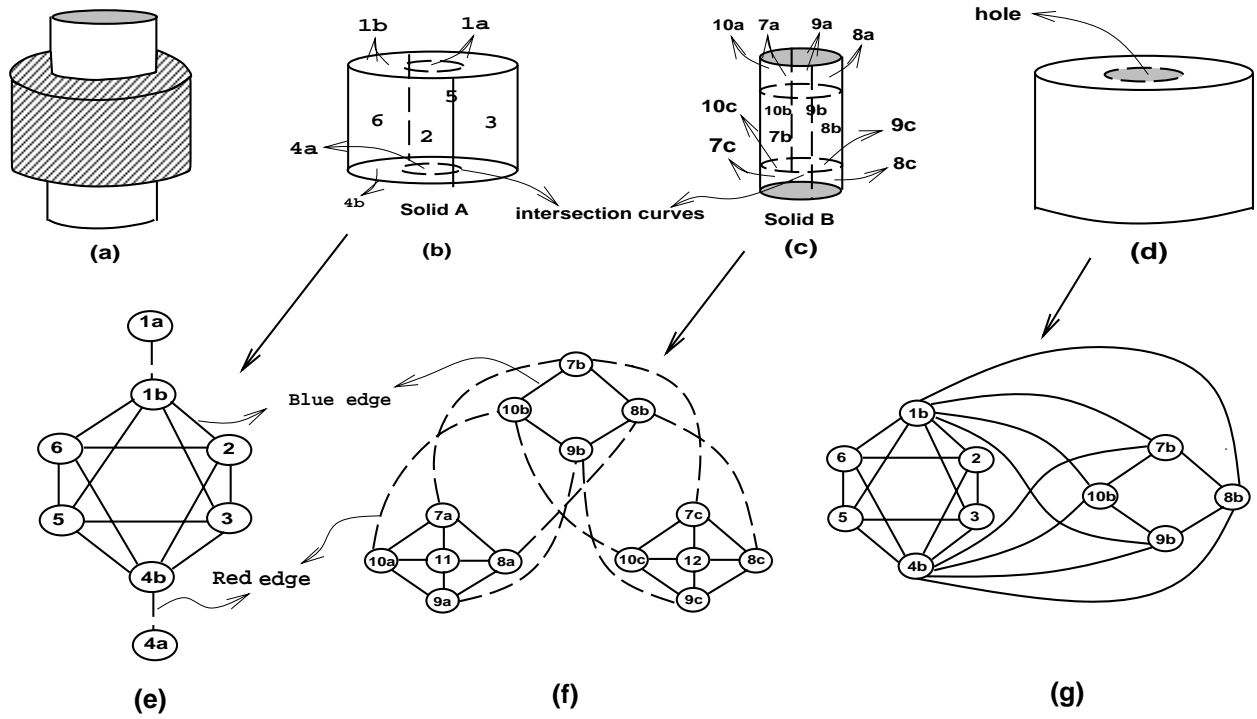 (a)
1b 1a
6 2 5 3
4a
4b
Solid A
intersection curves
(b)
10a 7a 9a 8a
10c 10b 9b
7b 8b 9c
7c 8c
Solid B
(c)
hole
(d)
1a
1b
6 2
5 3
4b
4a
Blue edge
Red edge
(e)
7b
10b 8b
9b
7a
10a 11 8a
9a
7c
10c 12 8c
9c
(f)
1b
6 2
5 3
4b
7b
10b 8b
9b
(g)